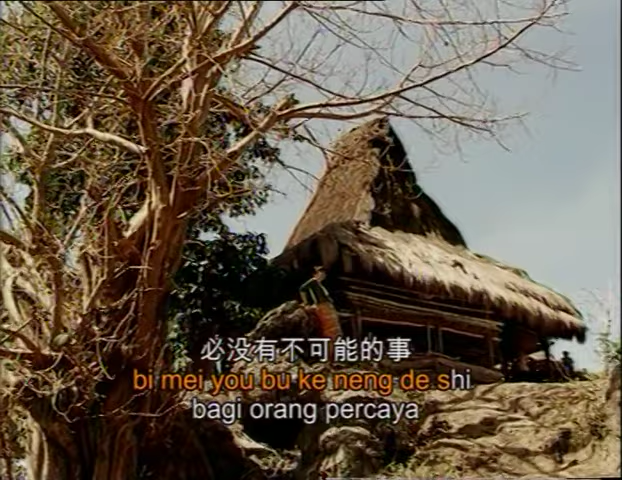 必没有不可能的事
bi mei you bu ke neng de shi
bagi orang percaya